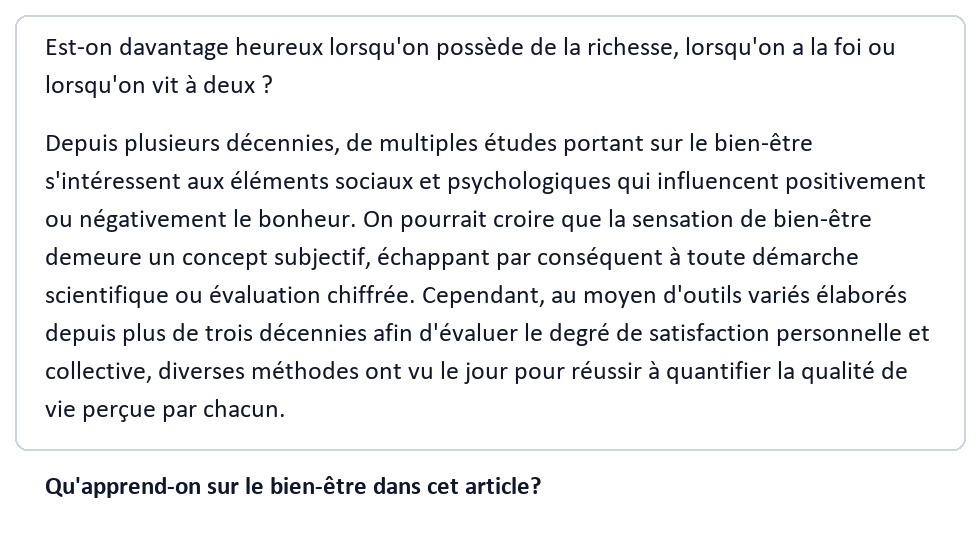 Est-on davantage heureux lorsqu'on possède de la richesse, lorsqu'on a la foi ou
lorsqu'on vit à deux ?
Depuis plusieurs décennies, de multiples études portant sur le bien-être
s'intéressent aux éléments sociaux et psychologiques qui influencent positivement
ou négativement le bonheur. On pourrait croire que la sensation de bien-être
demeure un concept subjectif, échappant par conséquent à toute démarche
scientifique ou évaluation chiffrée. Cependant, au moyen d'outils variés élaborés
depuis plus de trois décennies afin d'évaluer le degré de satisfaction personnelle et
collective, diverses méthodes ont vu le jour pour réussir à quantifier la qualité de
vie perçue par chacun.
Qu'apprend-on sur le bien-être dans cet article?